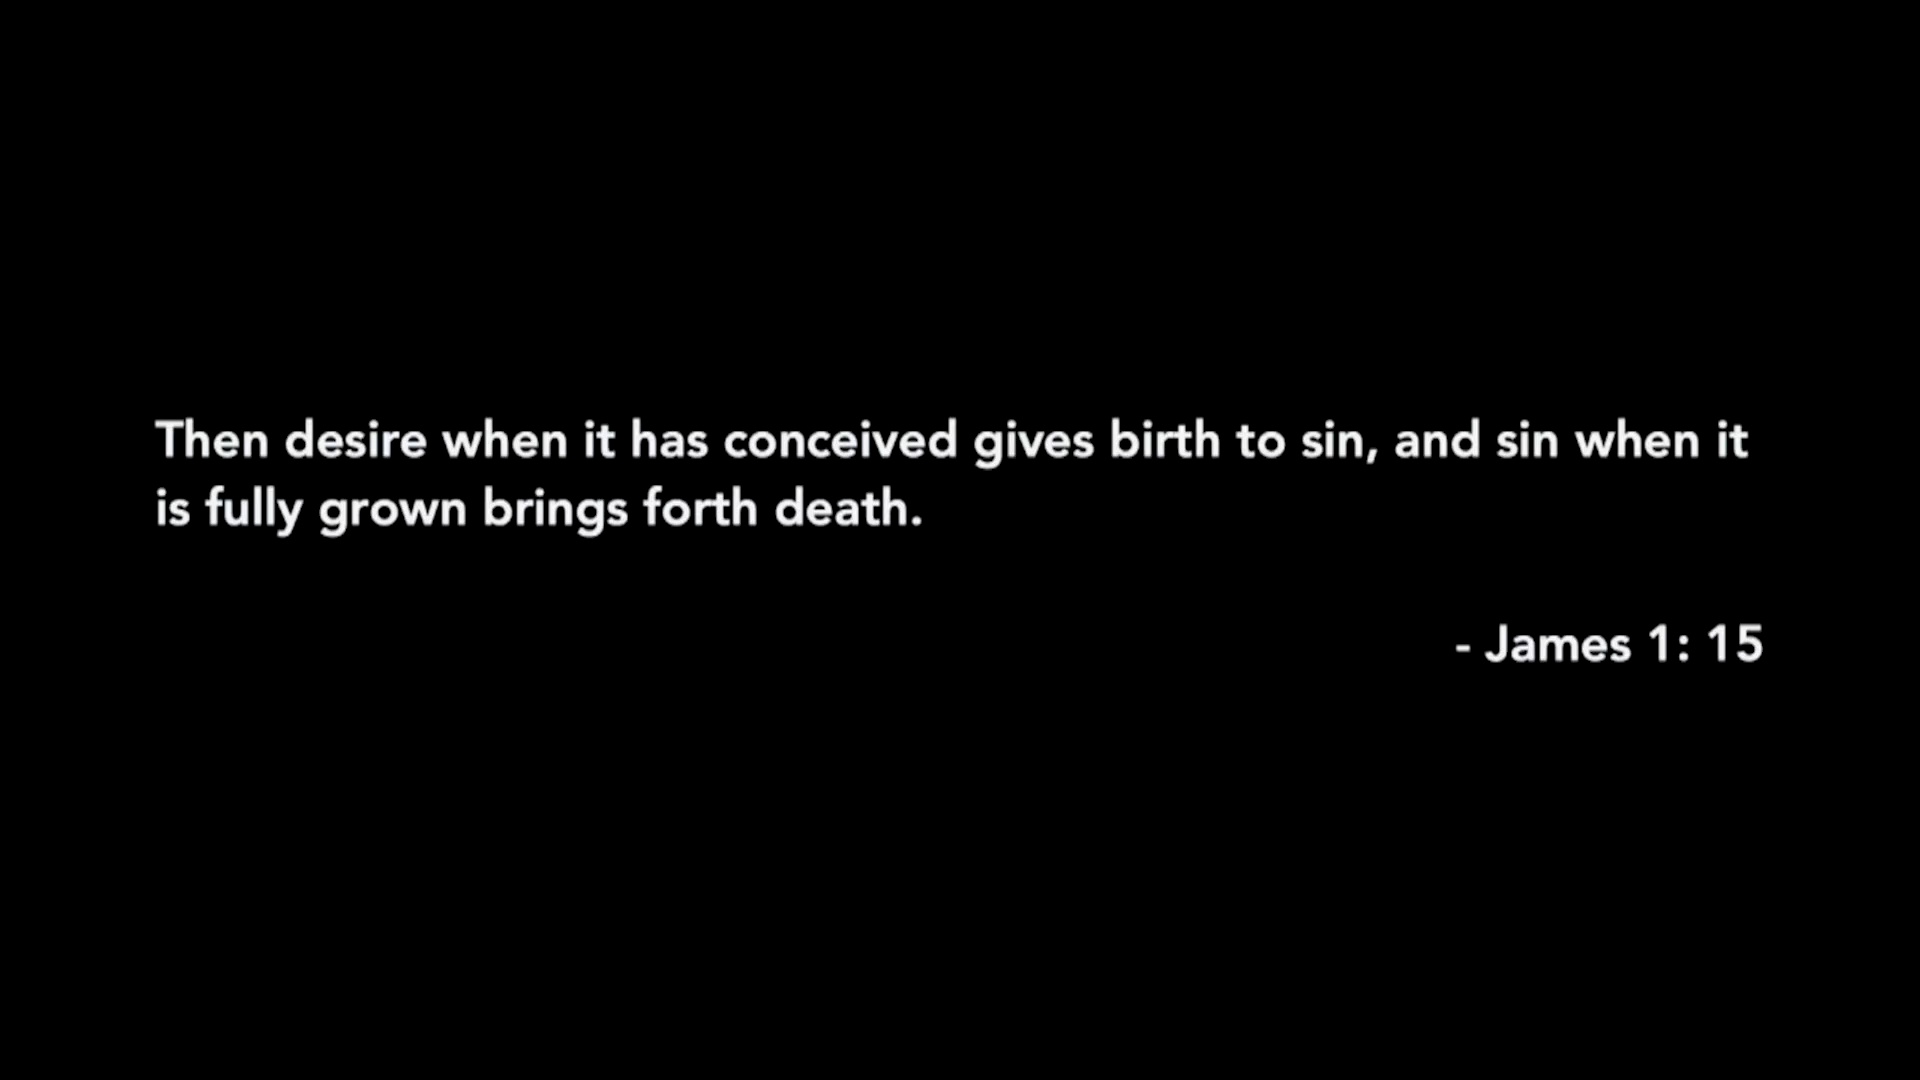 Then desire when it has conceived gives birth to sin, and sin when it
is fully grown brings forth death.
- James 1: 15